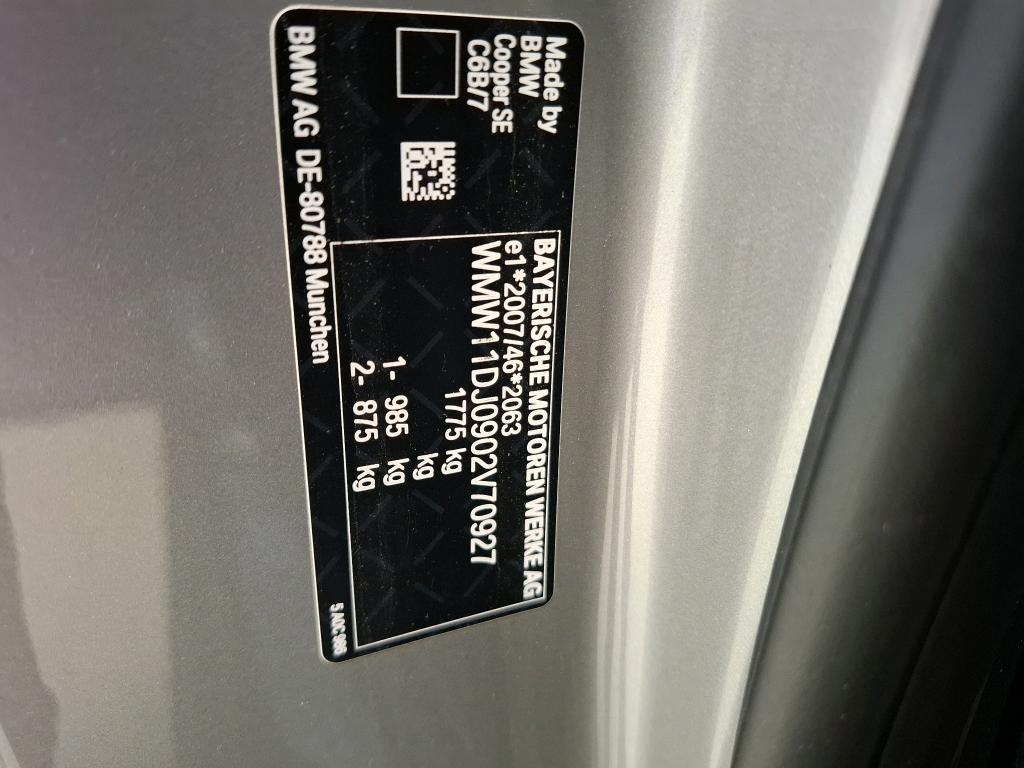 Made by
BMW
Cooper SE
C6B/7
BAYERISCHE MOTOREN WERKE AG
e1*2007/46*2063
WMW11DJ0902V70927
1775 kg
kg
1- 985 kg
2- 875 kg
BMW AG DE-80788 Munchen